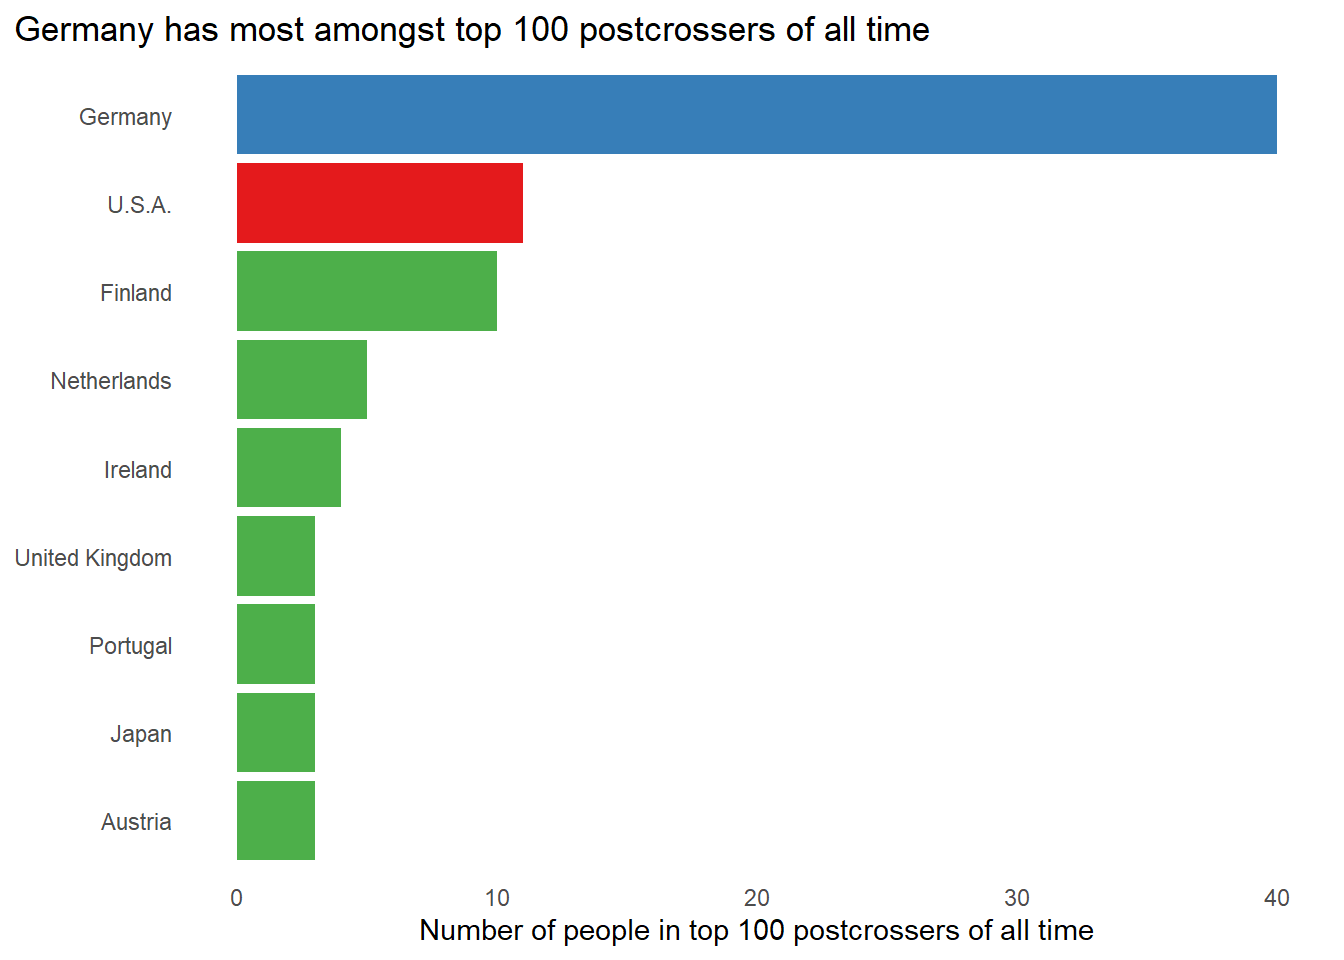 Germany has most amongst top 100 postcrossers of all time
Germany
U.S.A.
Finland
Netherlands
Ireland
United Kingdom
Portugal
Japan
Austria
0 10 20 30 40
Number of people in top 100 postcrossers of all time